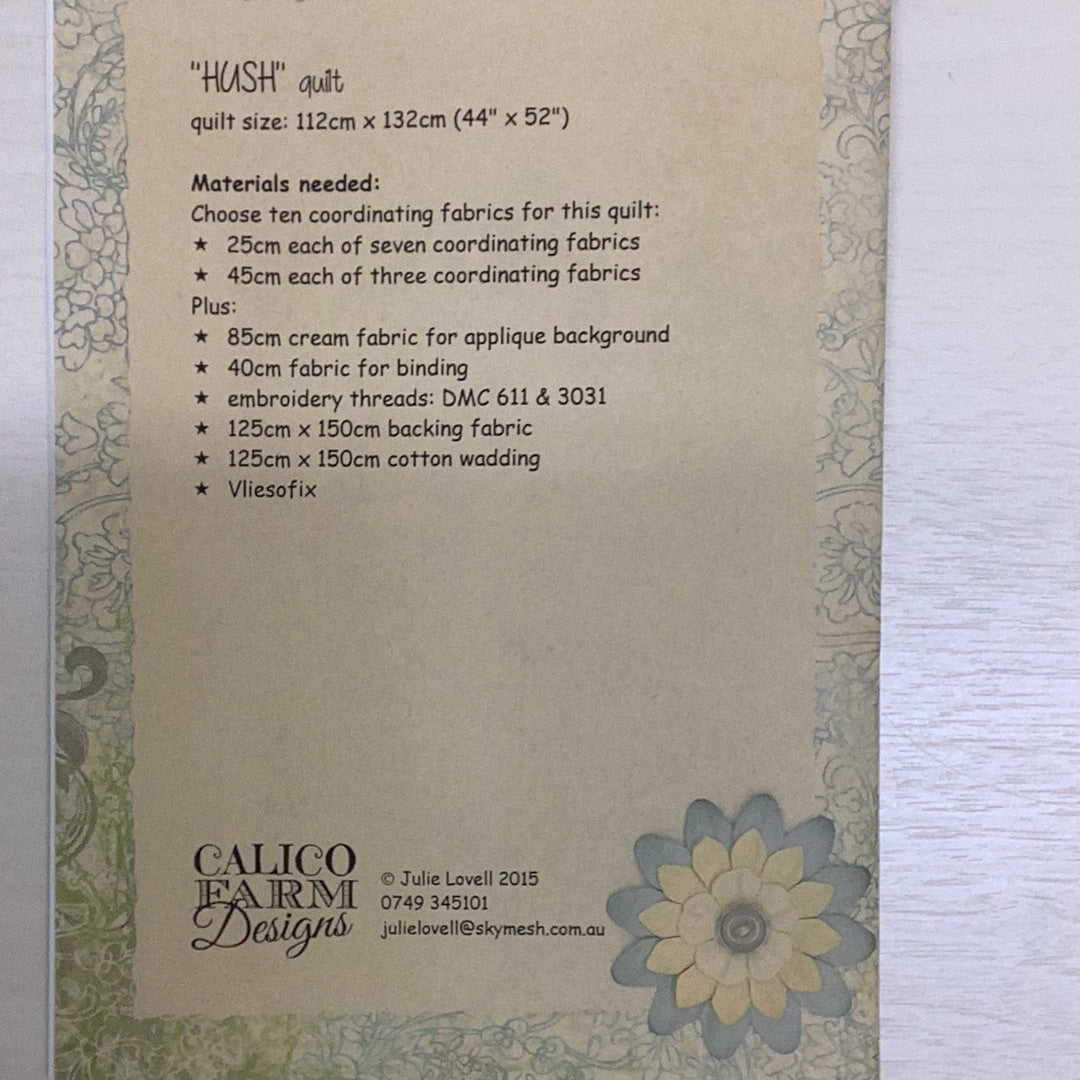 "HUSH" quilt
quilt size: 112cm x 132cm (44" x 52")
Materials needed:
Choose ten coordinating fabrics for this quilt:
★ 25cm each of seven coordinating fabrics
★ 45cm each of three coordinating fabrics
Plus:
★ 85cm cream fabric for applique background
★ 40cm fabric for binding
★ embroidery threads: DMC 611 & 3031
★ 125cm x 150cm backing fabric
★ 125cm x 150cm cotton wadding
★ Vliesofix
CALICO
FARM
Designs
© Julie Lovell 2015
0749 345101
julielovell@skymesh.com.au